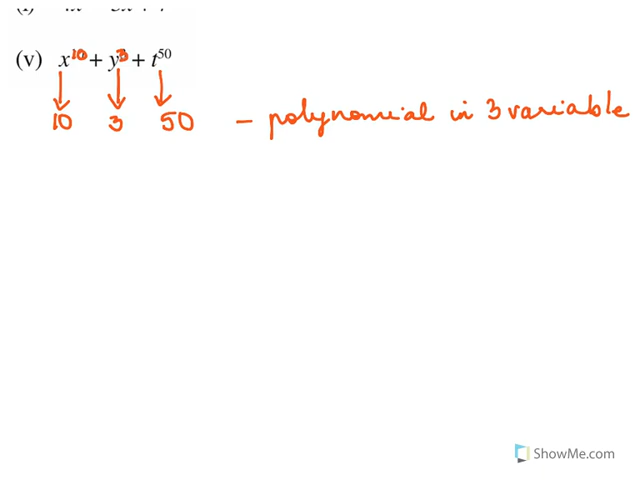 (v) x¹⁰ + y³ + t⁵⁰
10 3 50 - polynomial in 3 variable
ShowMe.com